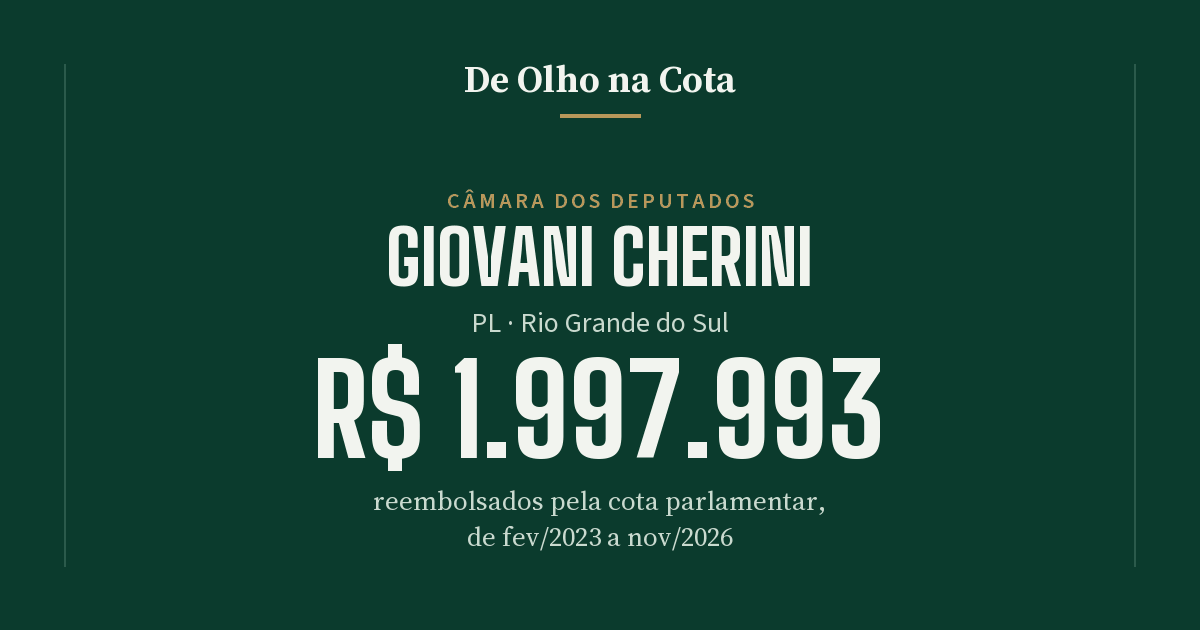 De Olho na Cota
CÂMARA DOS DEPUTADOS
GIOVANI CHERINI
PL · Rio Grande do Sul
R$ 1.997.993
reembolsados pela cota parlamentar,
de fev/2023 a nov/2026